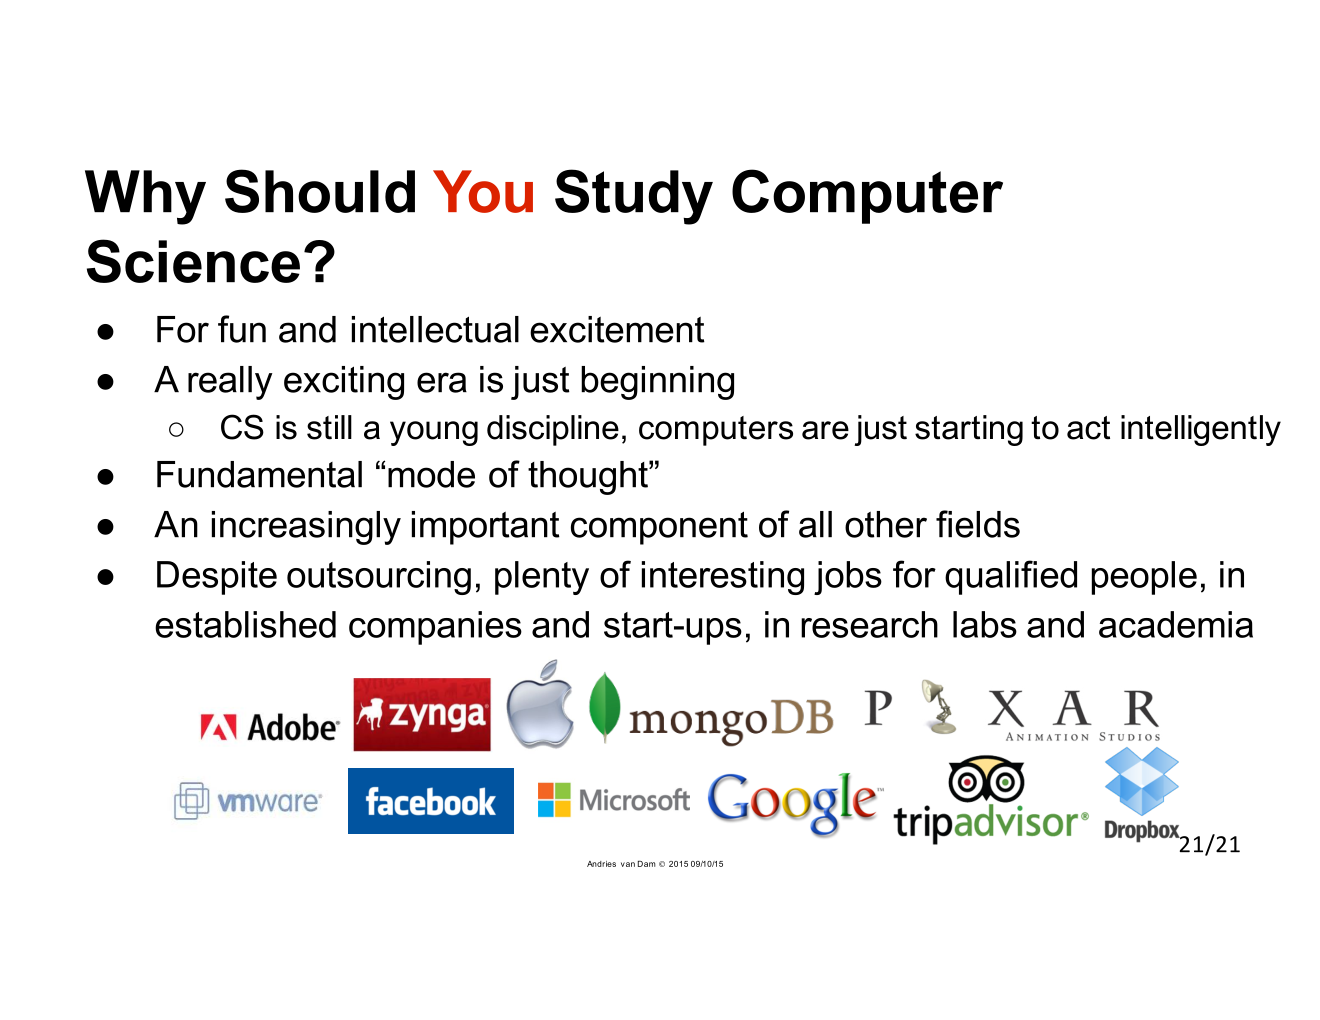 Why Should You Study Computer
Science?
● For fun and intellectual excitement
● A really exciting era is just beginning
○ CS is still a young discipline, computers are just starting to act intelligently
● Fundamental “mode of thought”
● An increasingly important component of all other fields
● Despite outsourcing, plenty of interesting jobs for qualified people, in
established companies and start-ups, in research labs and academia
Adobe® zynga® mongoDB PIXAR
ANIMATION STUDIOS
vmware® facebook Microsoft Google™ tripadvisor® Dropbox
21/21
Andries van Dam © 2015 09/10/15